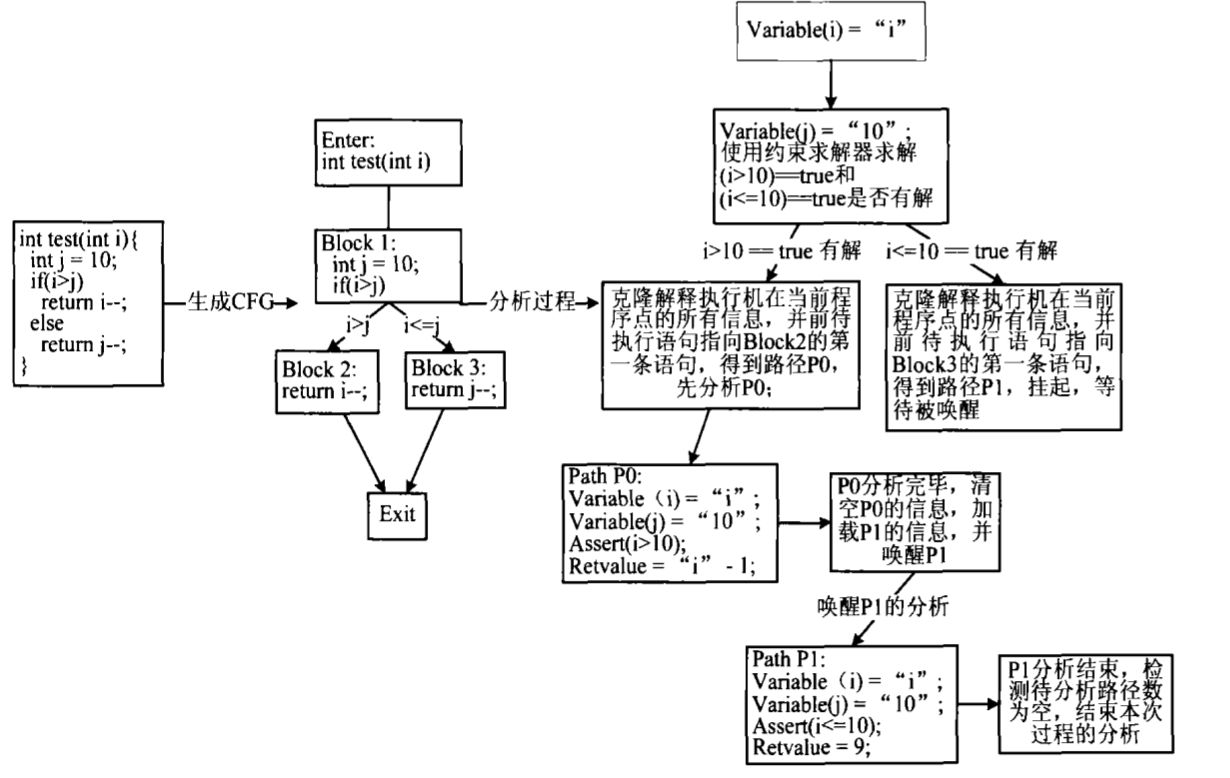 int test(int i){
int j = 10;
if(i>j)
return i--;
else
return j--;
}
生成CFG
Enter:
int test(int i)
Block 1:
int j = 10;
if(i>j)
i>j
i<=j
Block 2:
return i--;
Block 3:
return j--;
Exit
分析过程
Variable(i) = “i”
Variable(j) = “10”;
使用约束求解器求解
(i>10)==true和
(i<=10)==true是否有解
i>10 == true 有解
i<=10 == true 有解
克隆解释执行机在当前程
序点的所有信息，并前待
执行语句指向Block2的第
一条语句，得到路径P0，
先分析P0;
克隆解释执行机在当前
程序点的所有信息，并
前待执行语句指向
Block3的第一条语句，
得到路径P1，挂起，等
待被唤醒
Path P0:
Variable（i) = “i”;
Variable(j) = “10”;
Assert(i>10);
Retvalue = “i” - 1;
P0分析完毕，清
空P0的信息，加
载P1的信息，并
唤醒P1
唤醒P1的分析
Path P1:
Variable（i) = “i”;
Variable(j) = “10”;
Assert(i<=10);
Retvalue = 9;
P1分析结束，检
测待分析路径数
为空，结束本次
过程的分析